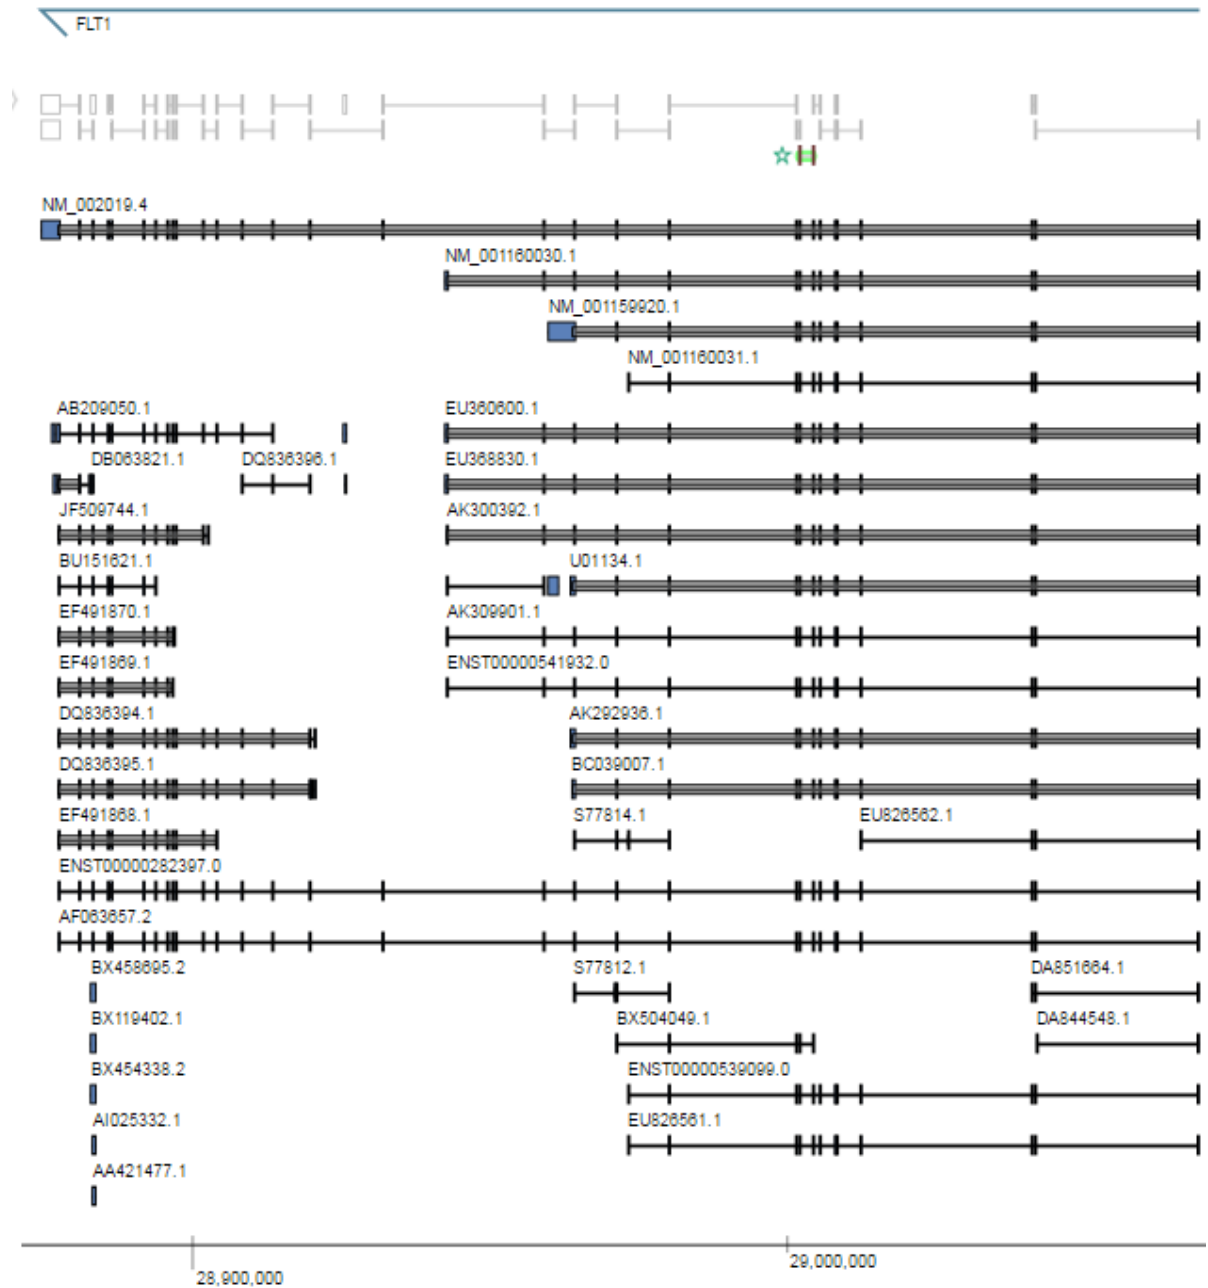 FLT1
NM_002019.4
NM_001160030.1
NM_001159920.1
NM_001160031.1
AB209050.1 EU360600.1
DB063821.1 DQ836396.1 EU368830.1
JF509744.1 AK300392.1
BU151621.1 U01134.1
EF491870.1 AK309901.1
EF491869.1 ENST00000541932.0
DQ836394.1 AK292936.1
DQ836395.1 BC039007.1
EF491868.1 S77814.1 EU826562.1
ENST00000282397.0
AF063657.2
BX458695.2 S77812.1 DA851664.1
BX119402.1 BX504049.1 DA844548.1
BX454338.2 ENST00000539099.0
AI025332.1 EU826561.1
AA421477.1
28,900,000 29,000,000